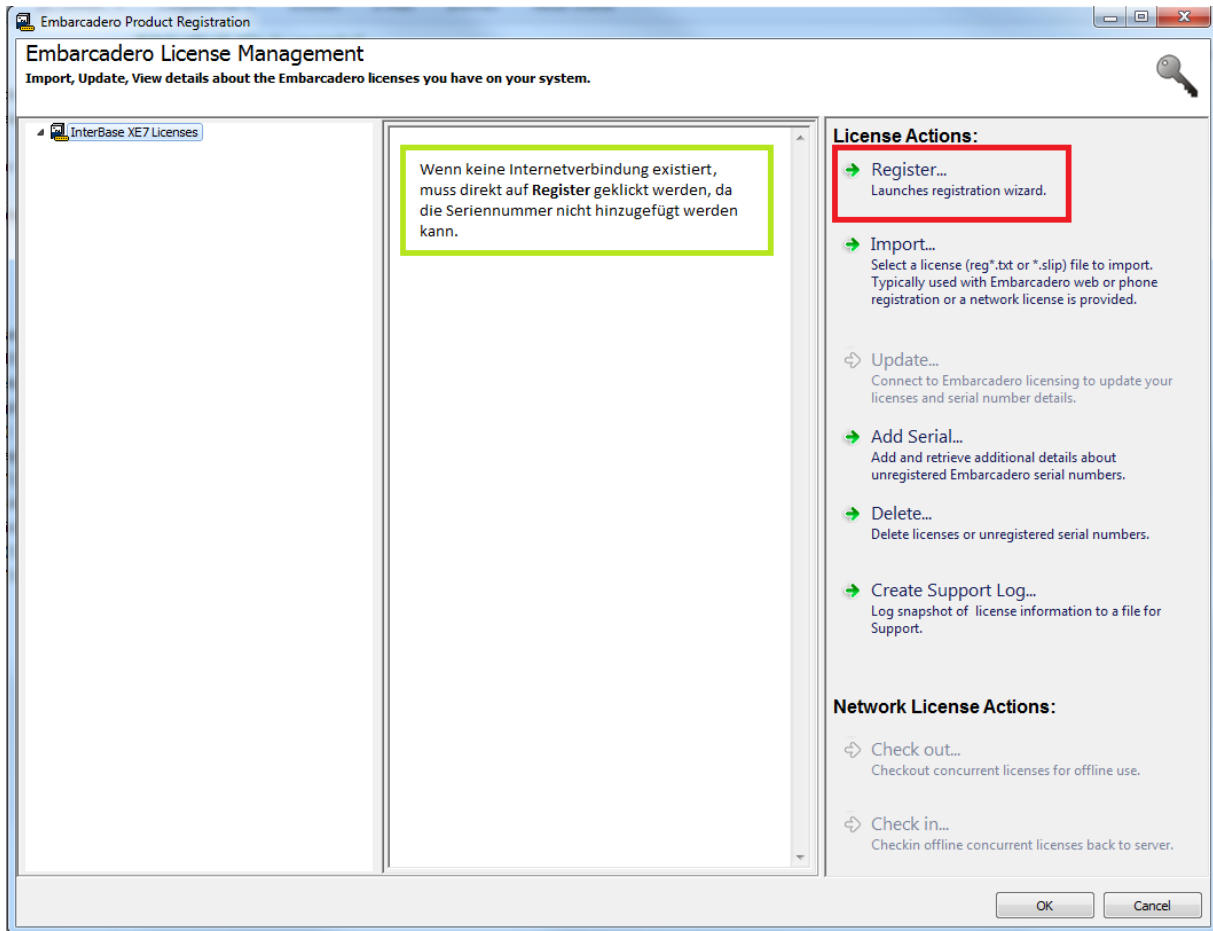 Embarcadero Product Registration
Embarcadero License Management
Import, Update, View details about the Embarcadero licenses you have on your system.
InterBase XE7 Licenses
Wenn keine Internetverbindung existiert,
muss direkt auf Register geklickt werden, da
die Seriennummer nicht hinzugefügt werden
kann.
License Actions:
Register...
Launches registration wizard.
Import...
Select a license (reg*.txt or *.slip) file to import.
Typically used with Embarcadero web or phone
registration or a network license is provided.
Update...
Connect to Embarcadero licensing to update your
licenses and serial number details.
Add Serial...
Add and retrieve additional details about
unregistered Embarcadero serial numbers.
Delete...
Delete licenses or unregistered serial numbers.
Create Support Log...
Log snapshot of license information to a file for
Support.
Network License Actions:
Check out...
Checkout concurrent licenses for offline use.
Check in...
Checkin offline concurrent licenses back to server.
OK
Cancel